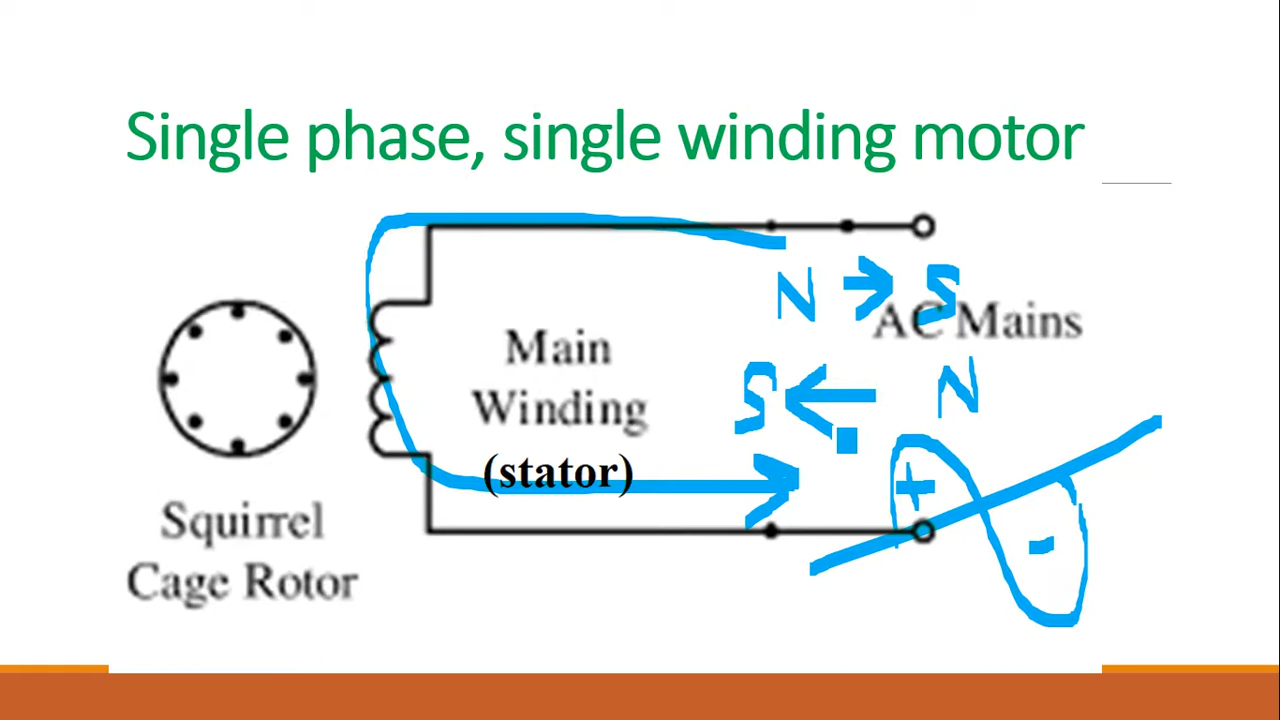 Single phase, single winding motor
N → S
AC Mains
Main
Winding
(stator)
S ← N
+
-
Squirrel
Cage Rotor